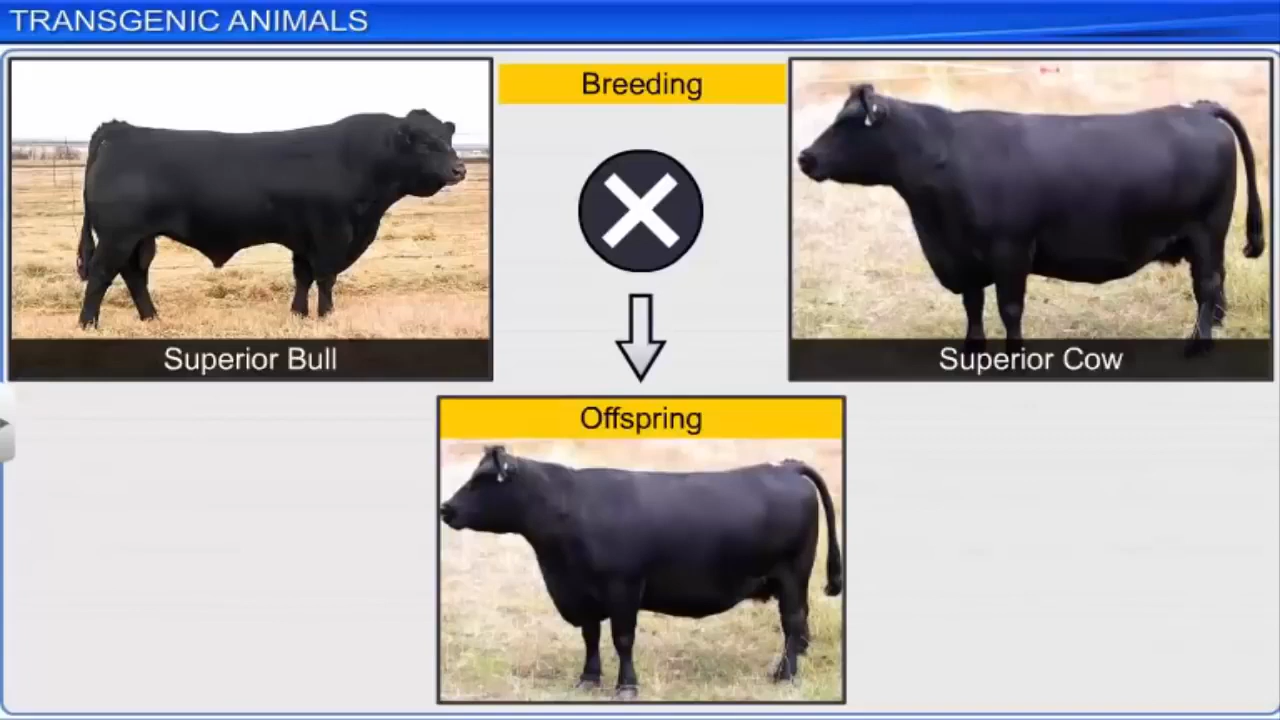 TRANSGENIC ANIMALS
Breeding
Superior Bull
Superior Cow
Offspring